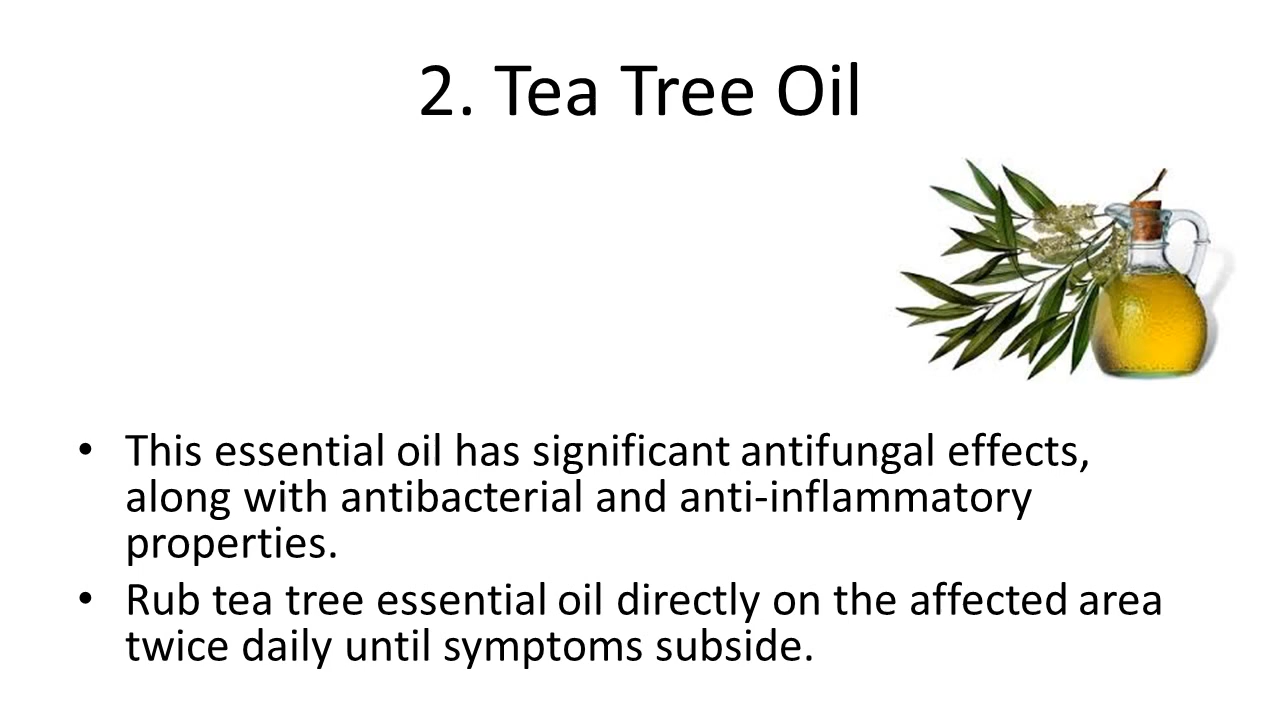 2. Tea Tree Oil
• This essential oil has significant antifungal effects,
along with antibacterial and anti-inflammatory
properties.
• Rub tea tree essential oil directly on the affected area
twice daily until symptoms subside.